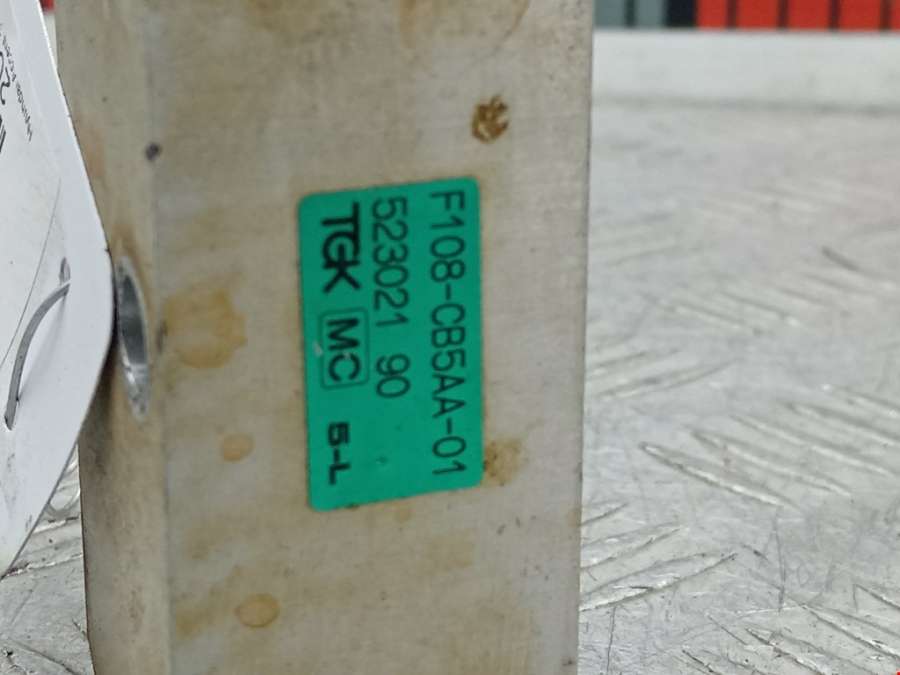 F108-CB5AA-01
523021 90
TGK MC 5-L